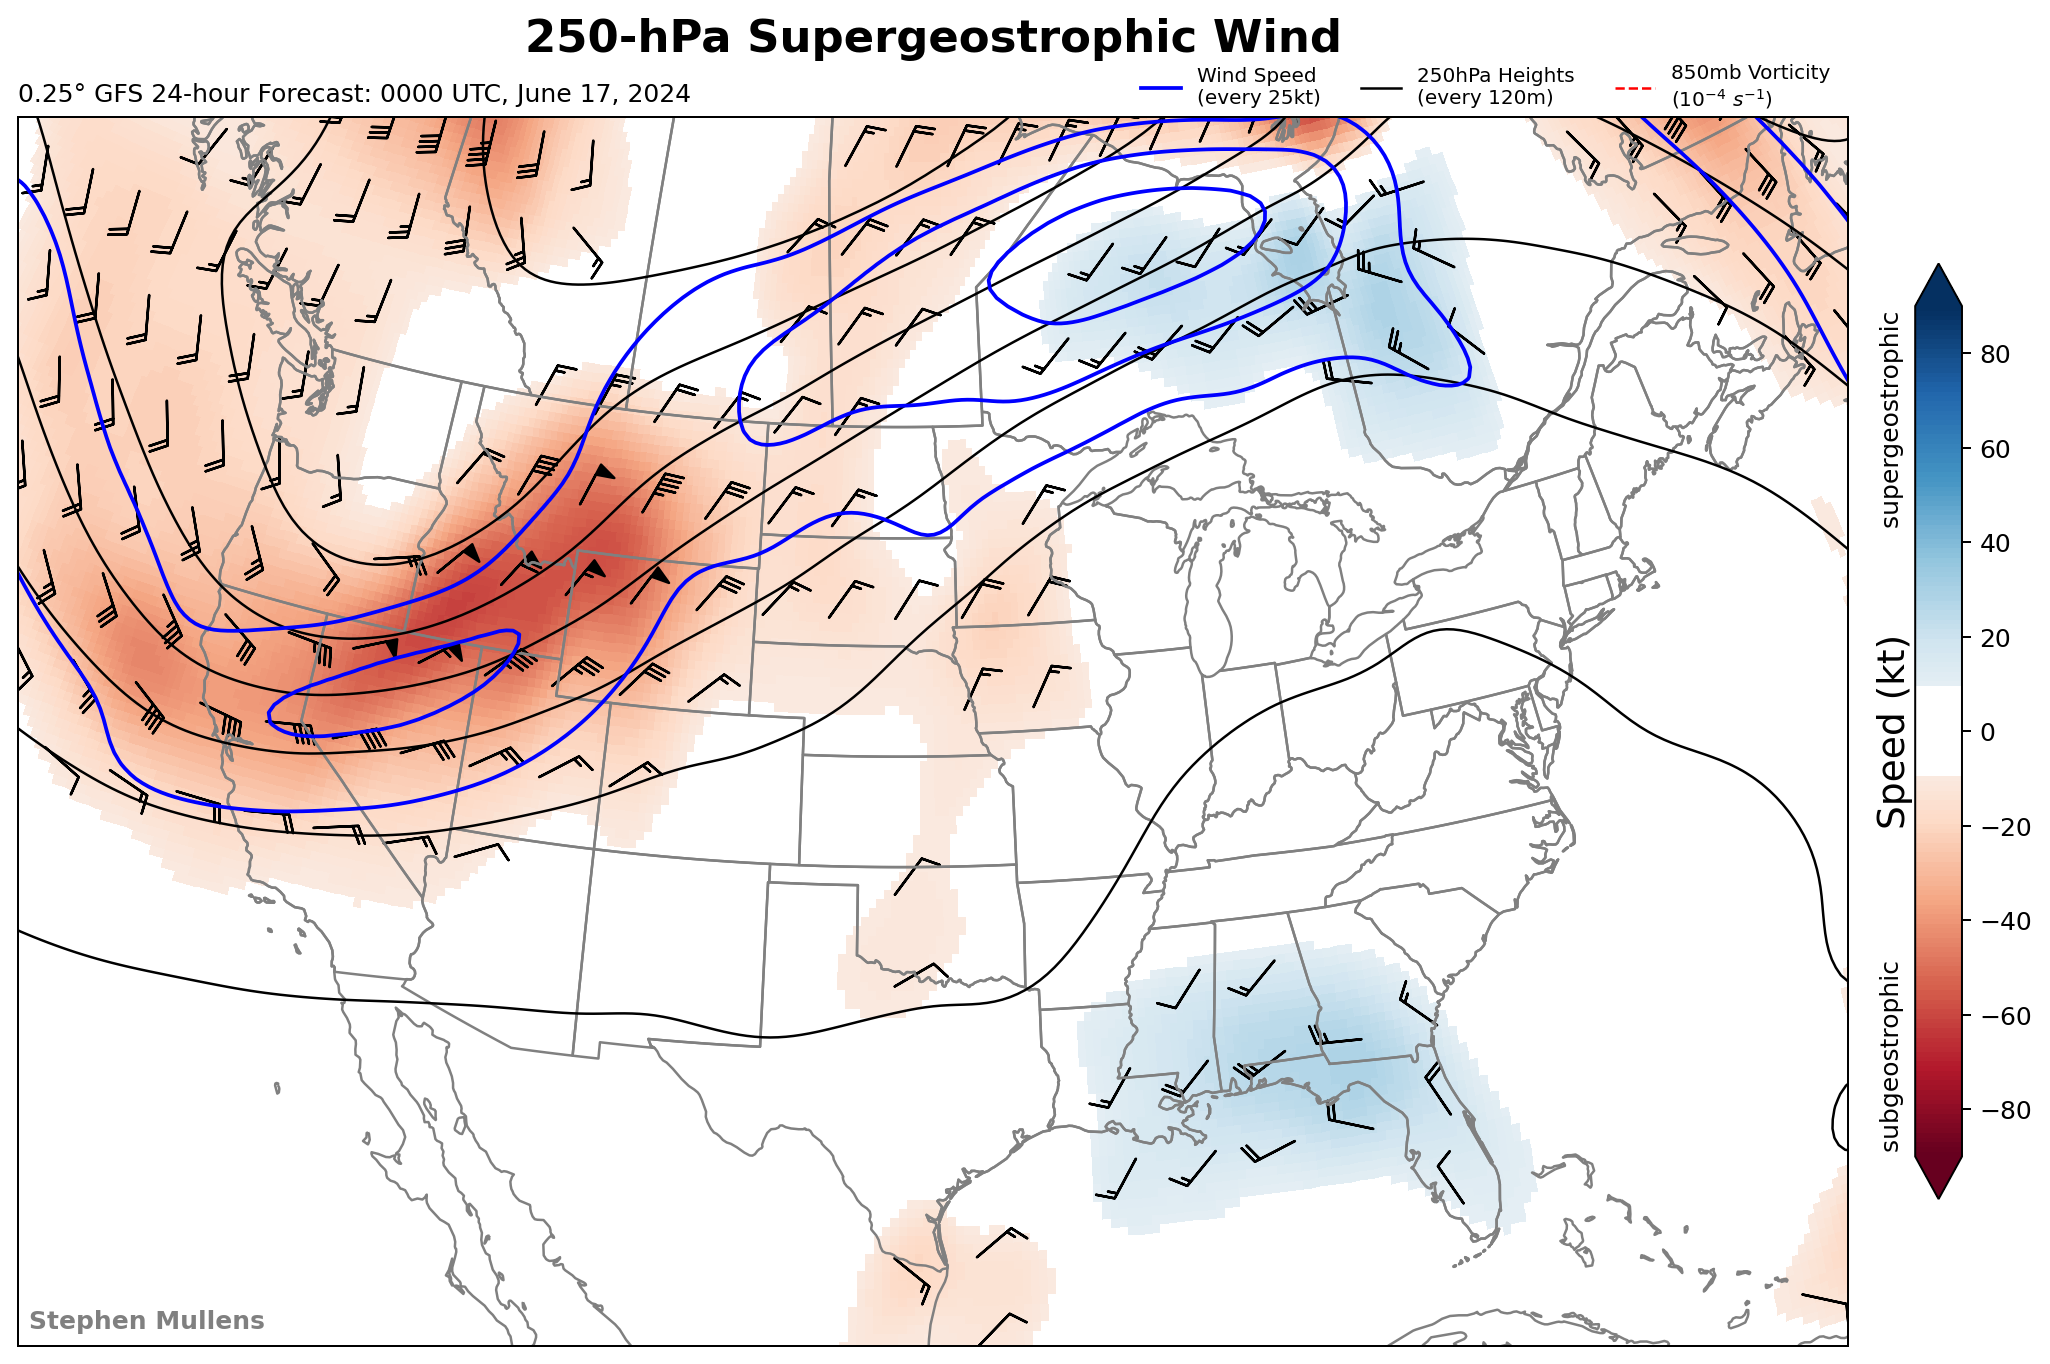 250-hPa Supergeostrophic Wind
0.25° GFS 24-hour Forecast: 0000 UTC, June 17, 2024
Wind Speed
(every 25kt)
250hPa Heights
(every 120m)
850mb Vorticity
(10⁻⁴ s⁻¹)
supergeostrophic
Speed (kt)
subgeostrophic
80
60
40
20
0
−20
−40
−60
−80
Stephen Mullens